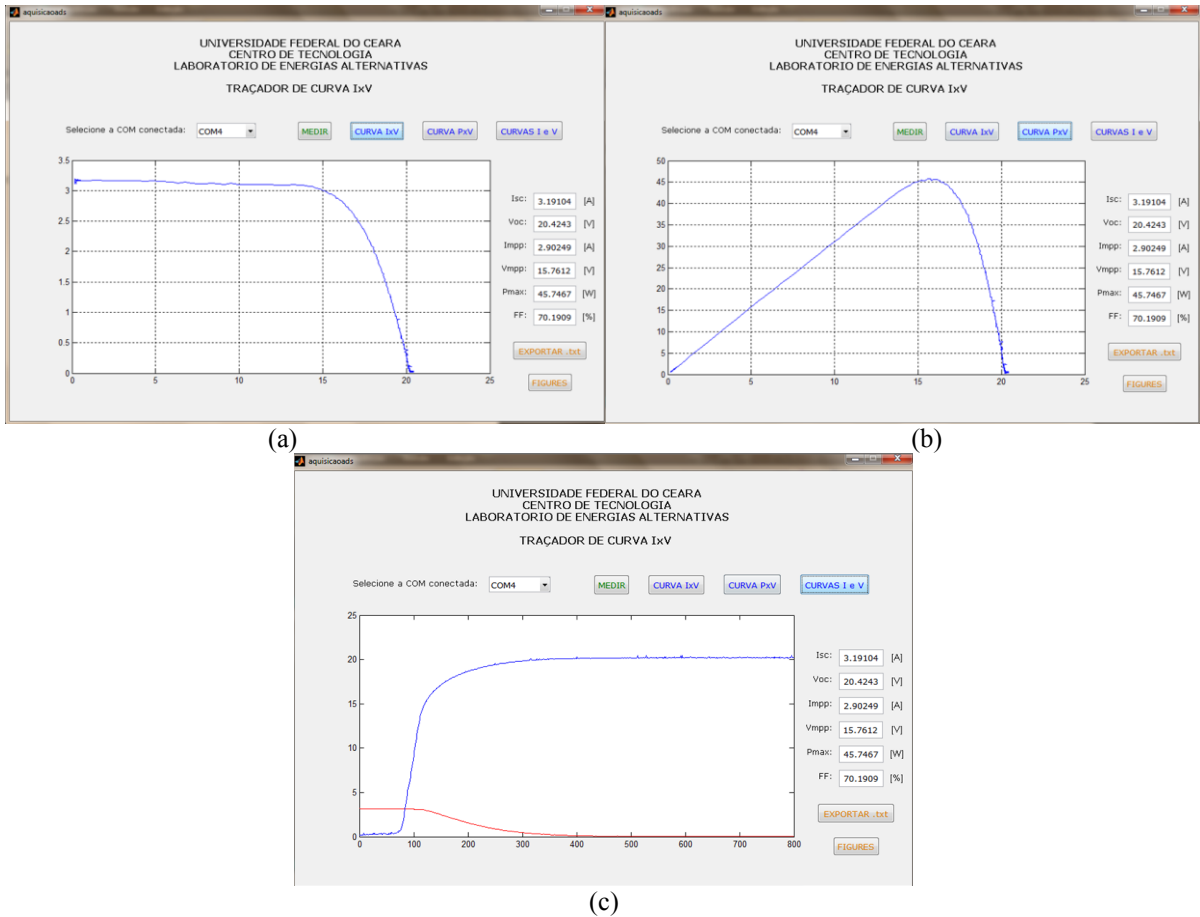 aquisicaoads
UNIVERSIDADE FEDERAL DO CEARA
CENTRO DE TECNOLOGIA
LABORATORIO DE ENERGIAS ALTERNATIVAS
TRAÇADOR DE CURVA IxV
Selecione a COM conectada: COM4 MEDIR CURVA IxV CURVA PxV CURVAS I e V
3.5
3
2.5
2
1.5
1
0.5
0
0 5 10 15 20 25
Isc: 3.19104 [A]
Voc: 20.4243 [V]
Impp: 2.90249 [A]
Vmpp: 15.7612 [V]
Pmax: 45.7467 [W]
FF: 70.1909 [%]
EXPORTAR .txt
FIGURES
(a)
aquisicaoads
UNIVERSIDADE FEDERAL DO CEARA
CENTRO DE TECNOLOGIA
LABORATORIO DE ENERGIAS ALTERNATIVAS
TRAÇADOR DE CURVA IxV
Selecione a COM conectada: COM4 MEDIR CURVA IxV CURVA PxV CURVAS I e V
50
45
40
35
30
25
20
15
10
5
0
0 5 10 15 20 25
Isc: 3.19104 [A]
Voc: 20.4243 [V]
Impp: 2.90249 [A]
Vmpp: 15.7612 [V]
Pmax: 45.7467 [W]
FF: 70.1909 [%]
EXPORTAR .txt
FIGURES
(b)
aquisicaoads
UNIVERSIDADE FEDERAL DO CEARA
CENTRO DE TECNOLOGIA
LABORATORIO DE ENERGIAS ALTERNATIVAS
TRAÇADOR DE CURVA IxV
Selecione a COM conectada: COM4 MEDIR CURVA IxV CURVA PxV CURVAS I e V
25
20
15
10
5
0
0 100 200 300 400 500 600 700 800
Isc: 3.19104 [A]
Voc: 20.4243 [V]
Impp: 2.90249 [A]
Vmpp: 15.7612 [V]
Pmax: 45.7467 [W]
FF: 70.1909 [%]
EXPORTAR .txt
FIGURES
(c)